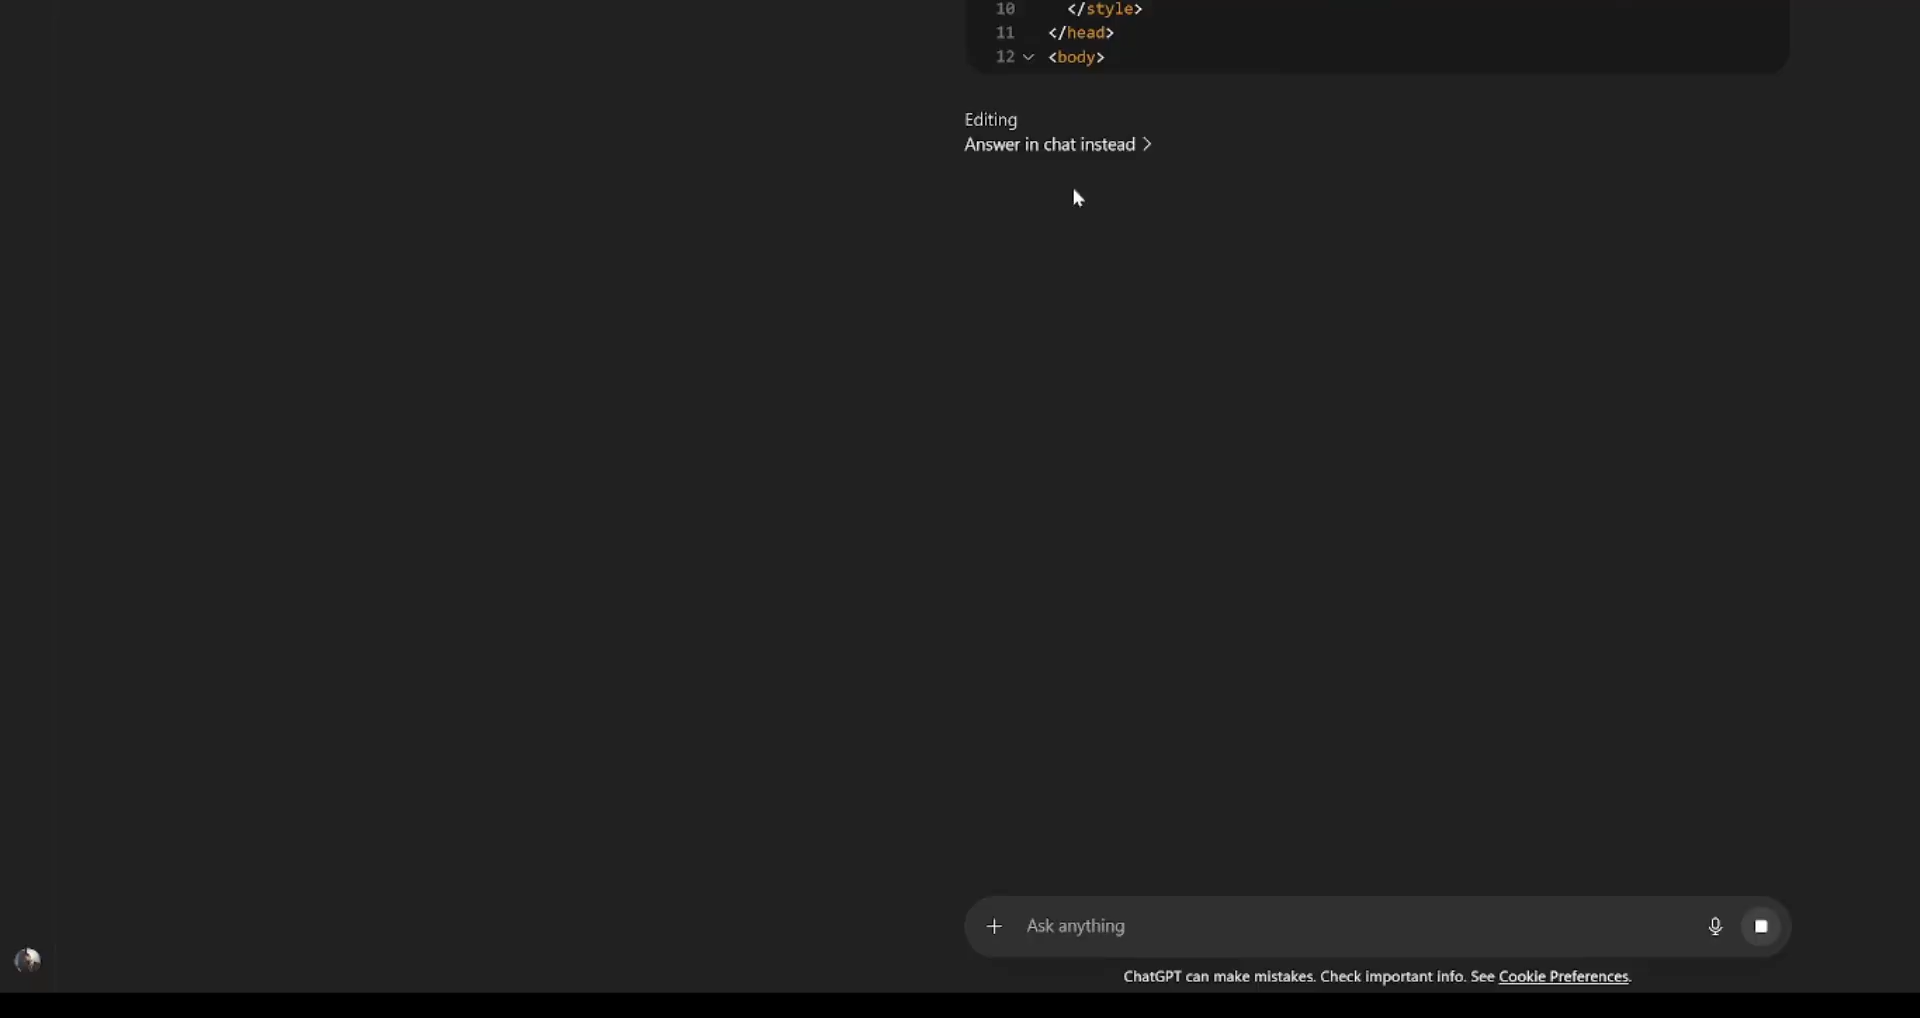 10 </style>
11 </head>
12 <body>
Editing
Answer in chat instead >
Ask anything
ChatGPT can make mistakes. Check important info. See Cookie Preferences.